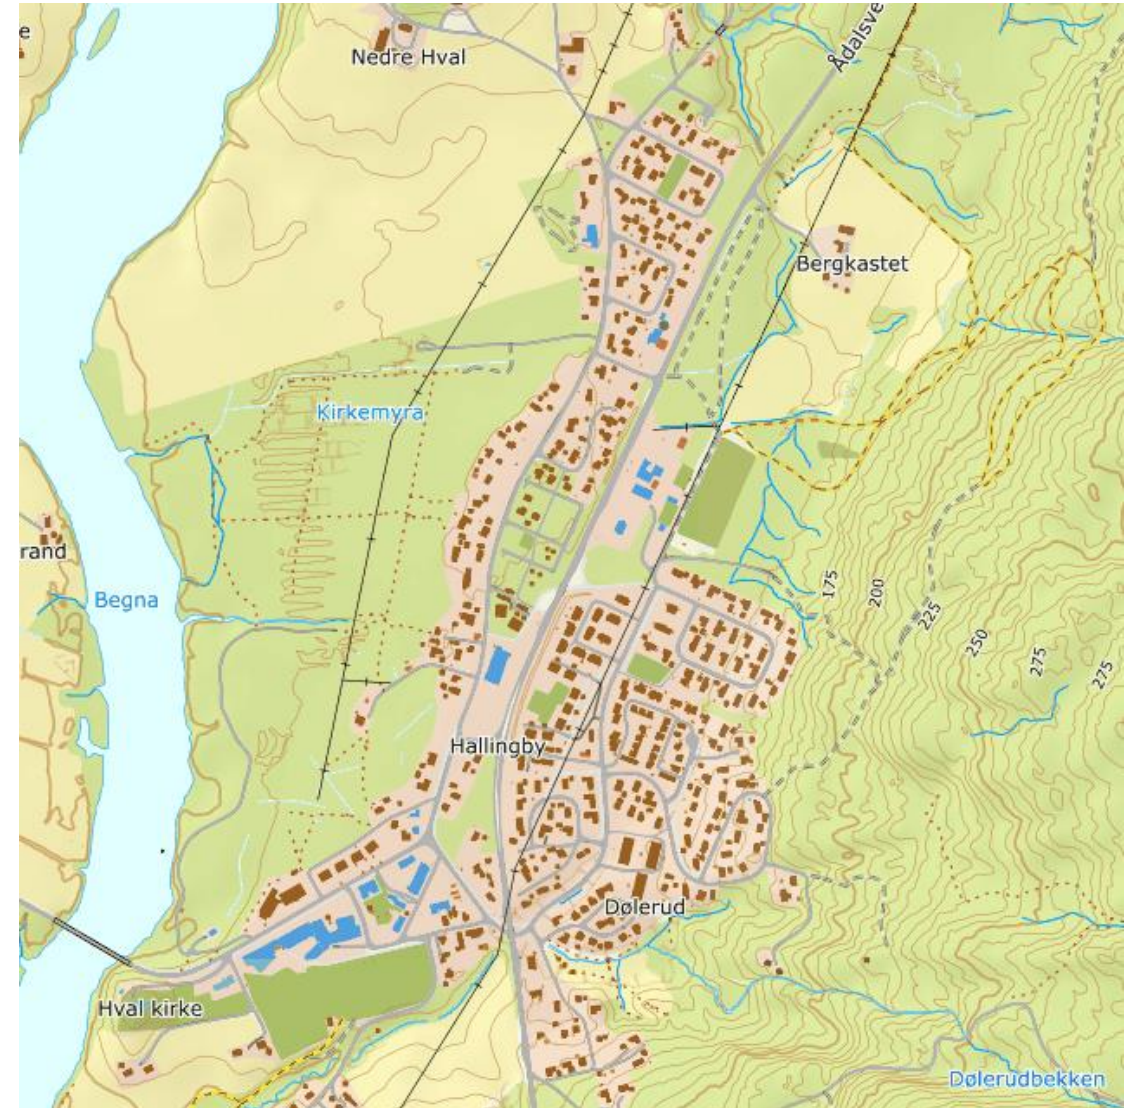 e
Nedre Hval
Ådalsve
Bergkastet
Kirkemyra
rand
Begna
175
200
225
250
275
275
Hallingby
Dølerud
Hval kirke
Dølerudbekken